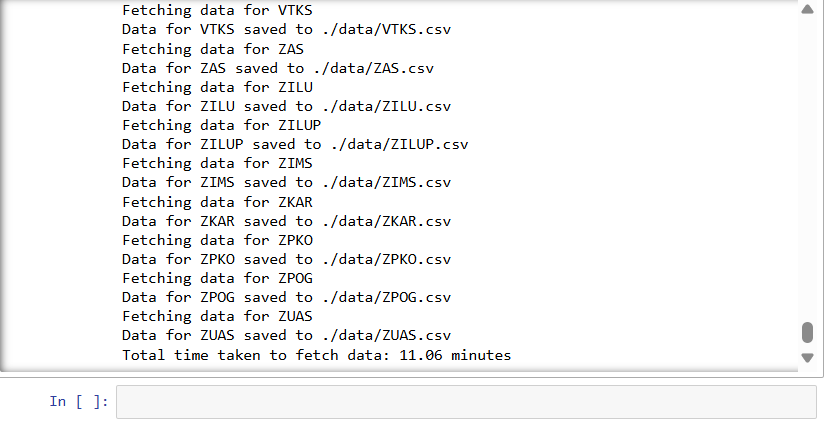 Fetching data for VTKS
Data for VTKS saved to ./data/VTKS.csv
Fetching data for ZAS
Data for ZAS saved to ./data/ZAS.csv
Fetching data for ZILU
Data for ZILU saved to ./data/ZILU.csv
Fetching data for ZILUP
Data for ZILUP saved to ./data/ZILUP.csv
Fetching data for ZIMS
Data for ZIMS saved to ./data/ZIMS.csv
Fetching data for ZKAR
Data for ZKAR saved to ./data/ZKAR.csv
Fetching data for ZPKO
Data for ZPKO saved to ./data/ZPKO.csv
Fetching data for ZPOG
Data for ZPOG saved to ./data/ZPOG.csv
Fetching data for ZUAS
Data for ZUAS saved to ./data/ZUAS.csv
Total time taken to fetch data: 11.06 minutes
In [ ]: